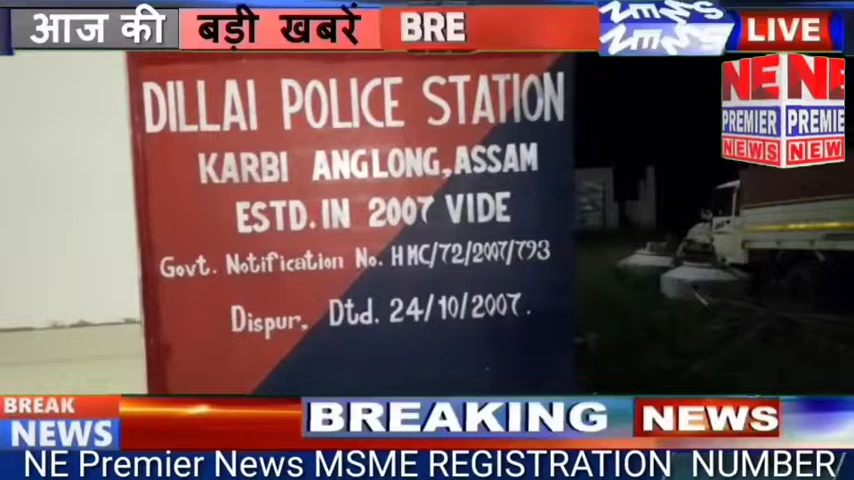 आज की बड़ी खबरें BRE NEWS NEWS LIVE
NE NE
PREMIER PREMIER
NEWS NEW
DILLAI POLICE STATION
KARBI ANGLONG, ASSAM
ESTD. IN 2007 VIDE
Govt. Notification No. HMC/72/2007/793
Dispur, Dtd. 24/10/2007.
BREAK
NEWS
BREAKING NEWS
NE Premier News MSME REGISTRATION NUMBER